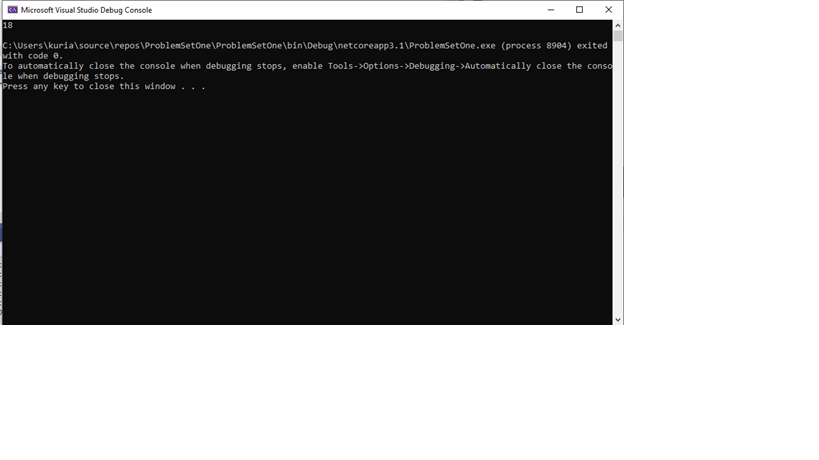 Microsoft Visual Studio Debug Console
18
C:\Users\kuria\source\repos\ProblemSetOne\ProblemSetOne\bin\Debug\netcoreapp3.1\ProblemSetOne.exe (process 8904) exited
with code 0.
To automatically close the console when debugging stops, enable Tools->Options->Debugging->Automatically close the conso
le when debugging stops.
Press any key to close this window . . .